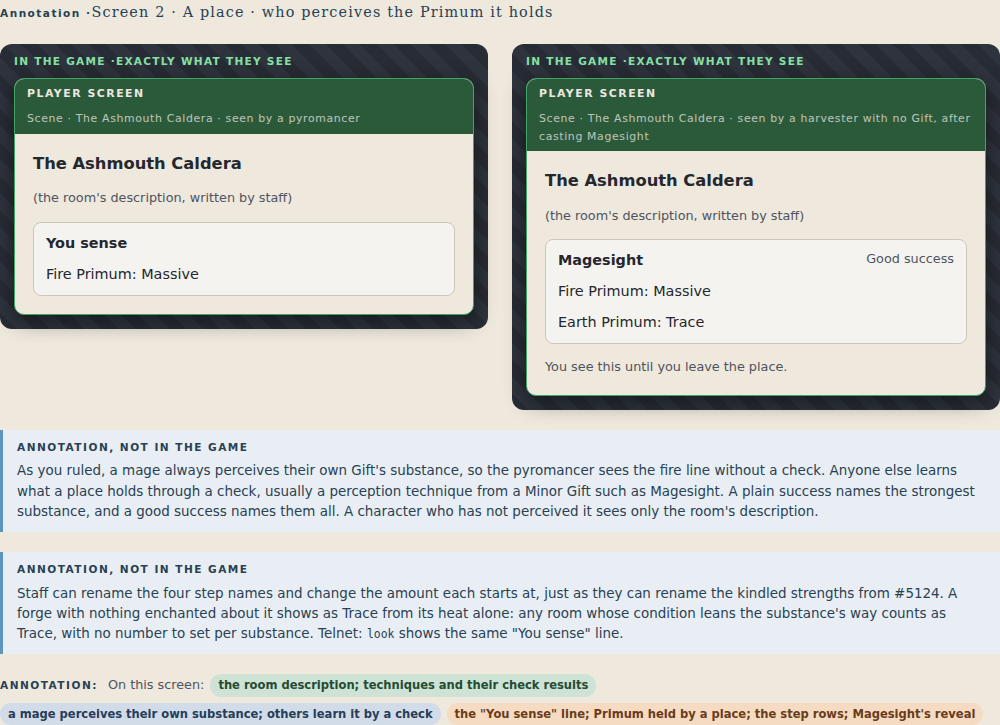 Annotation ·Screen 2 · A place · who perceives the Primum it holds
IN THE GAME ·EXACTLY WHAT THEY SEE
PLAYER SCREEN
Scene · The Ashmouth Caldera · seen by a pyromancer
The Ashmouth Caldera
(the room's description, written by staff)
You sense
Fire Primum: Massive
IN THE GAME ·EXACTLY WHAT THEY SEE
PLAYER SCREEN
Scene · The Ashmouth Caldera · seen by a harvester with no Gift, after
casting Magesight
The Ashmouth Caldera
(the room's description, written by staff)
Magesight Good success
Fire Primum: Massive
Earth Primum: Trace
You see this until you leave the place.
ANNOTATION, NOT IN THE GAME
As you ruled, a mage always perceives their own Gift's substance, so the pyromancer sees the fire line without a check. Anyone else learns
what a place holds through a check, usually a perception technique from a Minor Gift such as Magesight. A plain success names the strongest
substance, and a good success names them all. A character who has not perceived it sees only the room's description.
ANNOTATION, NOT IN THE GAME
Staff can rename the four step names and change the amount each starts at, just as they can rename the kindled strengths from #5124. A
forge with nothing enchanted about it shows as Trace from its heat alone: any room whose condition leans the substance's way counts as
Trace, with no number to set per substance. Telnet: look shows the same "You sense" line.
ANNOTATION: On this screen: the room description; techniques and their check results
a mage perceives their own substance; others learn it by a check the "You sense" line; Primum held by a place; the step rows; Magesight's reveal